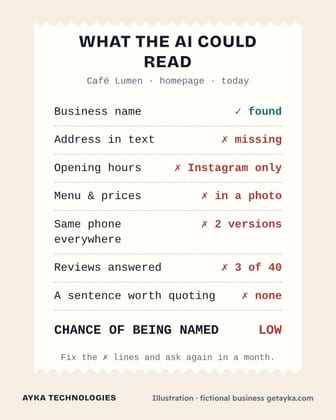 WHAT THE AI COULD
READ
Café Lumen · homepage · today
Business name ✓ found
Address in text ✗ missing
Opening hours ✗ Instagram only
Menu & prices ✗ in a photo
Same phone ✗ 2 versions
everywhere
Reviews answered ✗ 3 of 40
A sentence worth quoting ✗ none
CHANCE OF BEING NAMED LOW
Fix the ✗ lines and ask again in a month.
AYKA TECHNOLOGIES Illustration · fictional business getayka.com